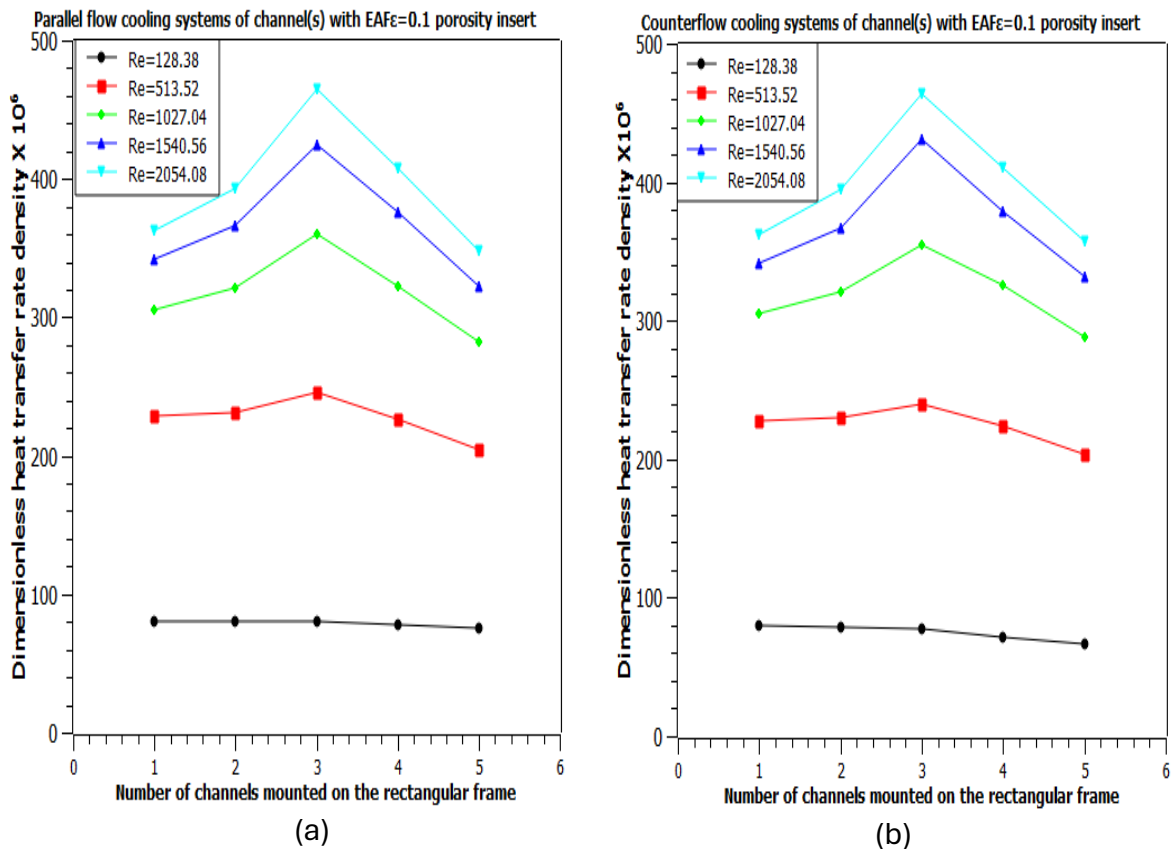 Parallel flow cooling systems of channel(s) with EAFε=0.1 porosity insert
500
Re=128.38
Re=513.52
Re=1027.04
Re=1540.56
Re=2054.08
400
300
200
100
0
Dimensionless heat transfer rate density X 10⁶
0 1 2 3 4 5 6
Number of channels mounted on the rectangular frame
(a)
Counterflow cooling systems of channel(s) with EAFε=0.1 porosity insert
500
Re=128.38
Re=513.52
Re=1027.04
Re=1540.56
Re=2054.08
400
300
200
100
0
Dimensionless heat transfer rate density X10⁶
0 1 2 3 4 5 6
Number of channels mounted on the rectangular frame
(b)